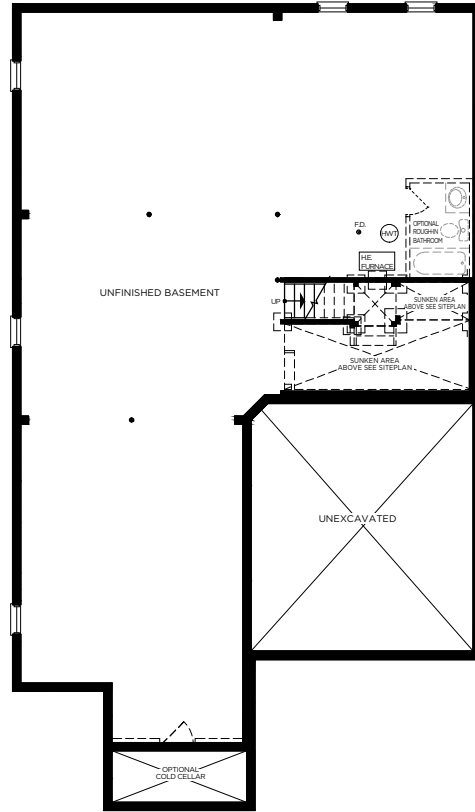 OPTIONAL
ROUGH-IN
BATHROOM
F.D.
HWT
H.E.
FURNACE
UNFINISHED BASEMENT
UP
SUNKEN AREA
ABOVE SEE SITEPLAN
SUNKEN AREA
ABOVE SEE SITEPLAN
UNEXCAVATED
OPTIONAL
COLD CELLAR